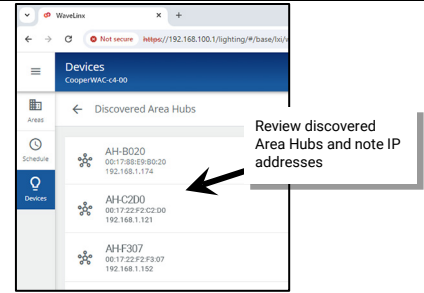 WaveLinx
Not secure https://192.168.100.1/lighting/#/base/lxi/
Devices
CooperWAC-c4-00
Areas
Discovered Area Hubs
Schedule
Devices
AH-B020
00:17:88:E9:B0:20
192.168.1.174
AH-C2D0
00:17:22:F2:C2:00
192.168.1.121
AH-F307
00:17:22:F2:F3:07
192.168.1.152
Review discovered
Area Hubs and note IP
addresses